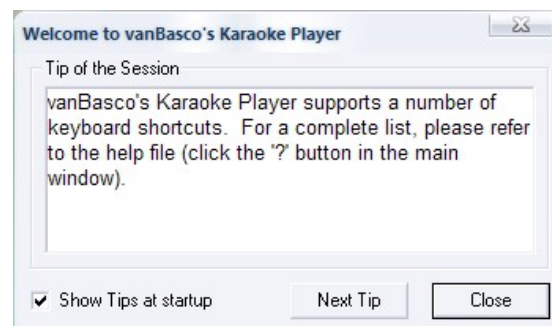 Welcome to vanBasco's Karaoke Player
Tip of the Session
vanBasco's Karaoke Player supports a number of
keyboard shortcuts.  For a complete list, please refer
to the help file (click the '?' button in the main
window).
Show Tips at startup
Next Tip
Close